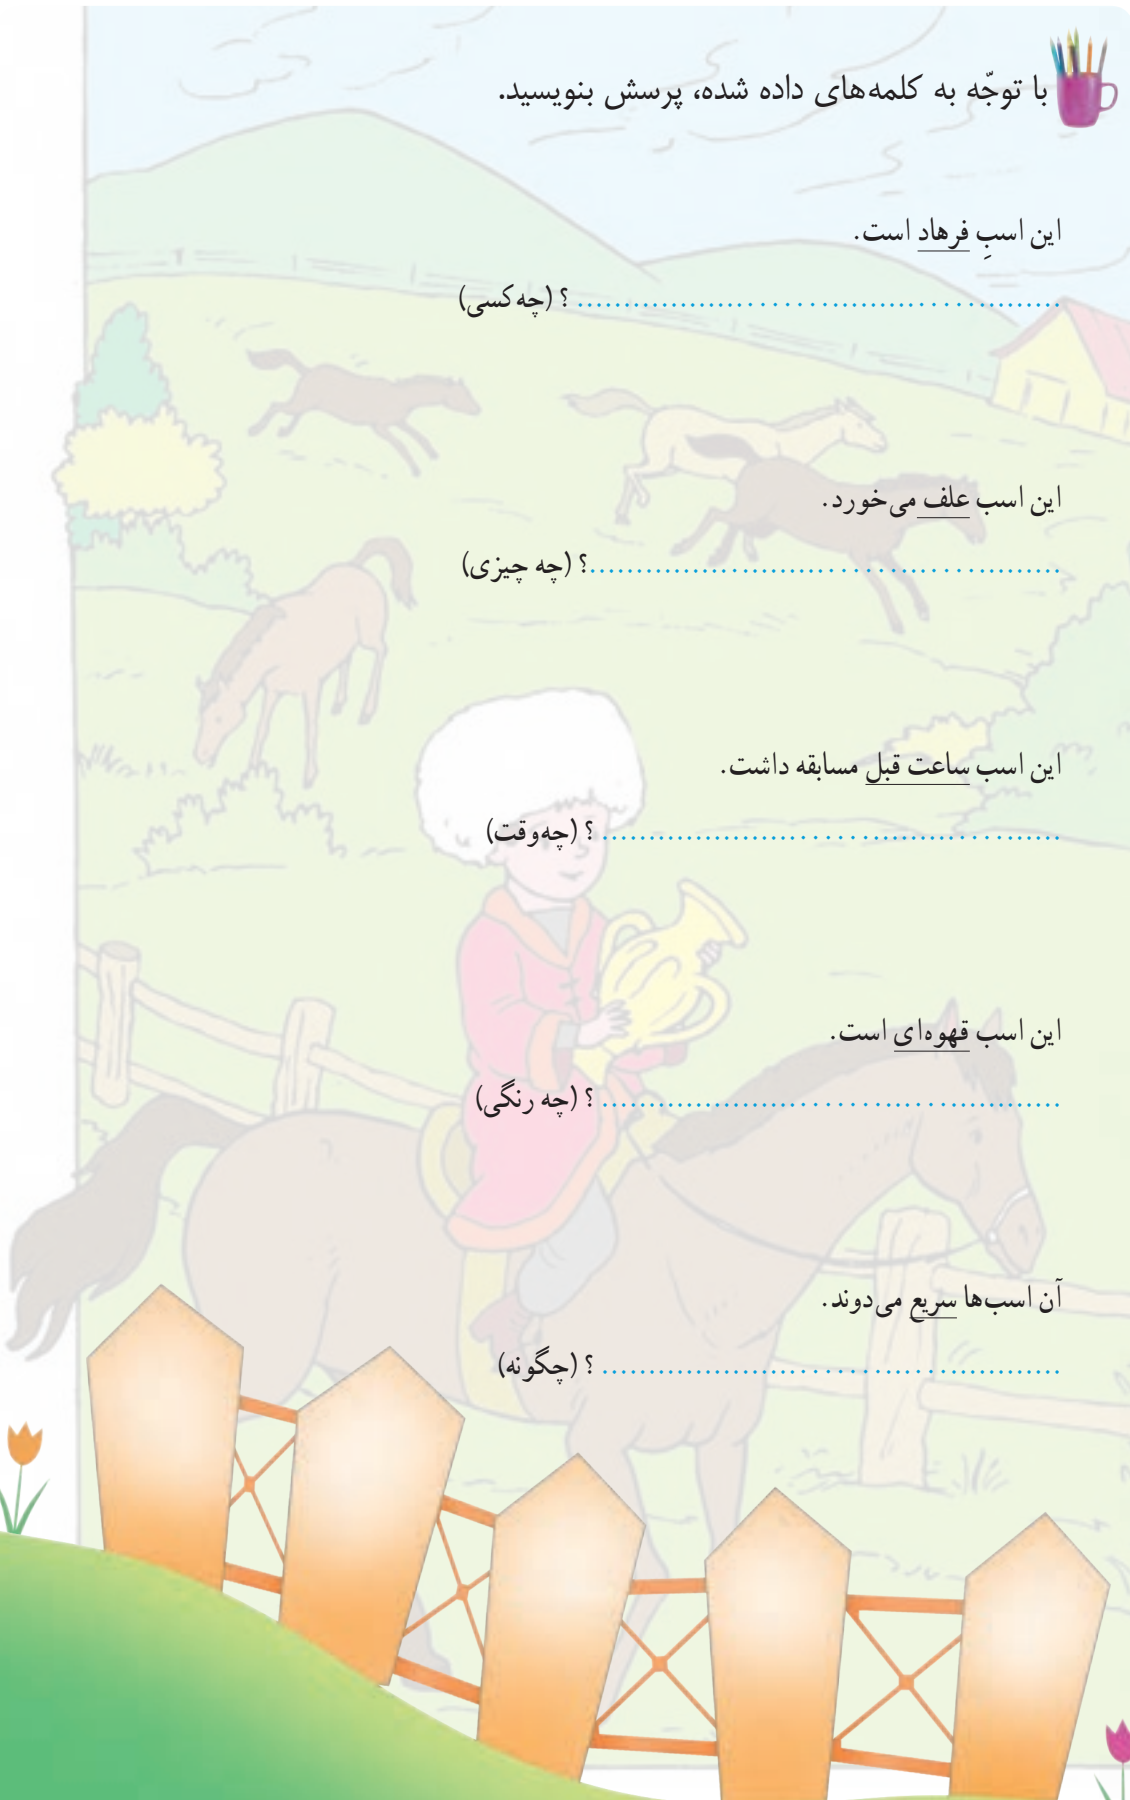 با توجّه به کلمه‌های داده شده، پرسش بنویسید.
این اسبِ فرهاد است.
............................................ ؟ (چه کسی)
این اسب علف می‌خورد.
............................................؟ (چه چیزی)
این اسب ساعت قبل مسابقه داشت.
............................................ ؟ (چه‌وقت)
این اسب قهوه‌ای است.
............................................ ؟ (چه رنگی)
آن اسب‌ها سریع می‌دوند.
............................................ ؟ (چگونه)